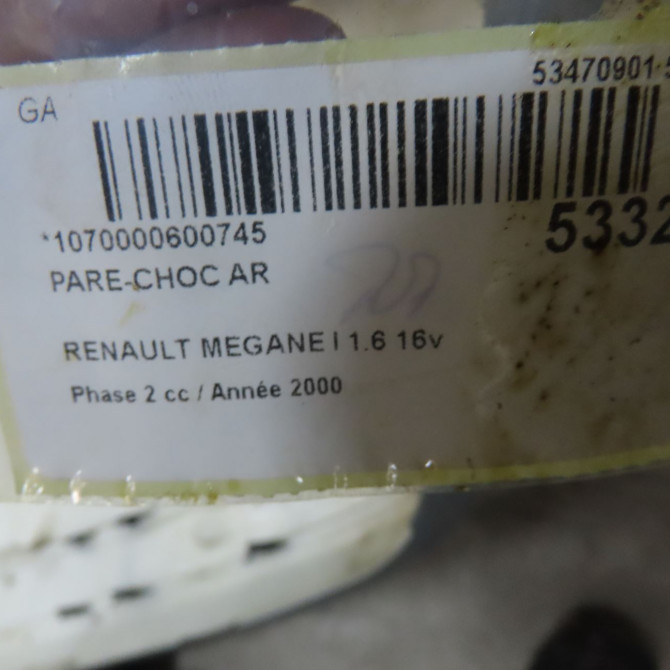 53470901
GA
*1070000600745
5332
PARE-CHOC AR
RENAULT MEGANE I 1.6 16v
Phase 2 cc / Année 2000